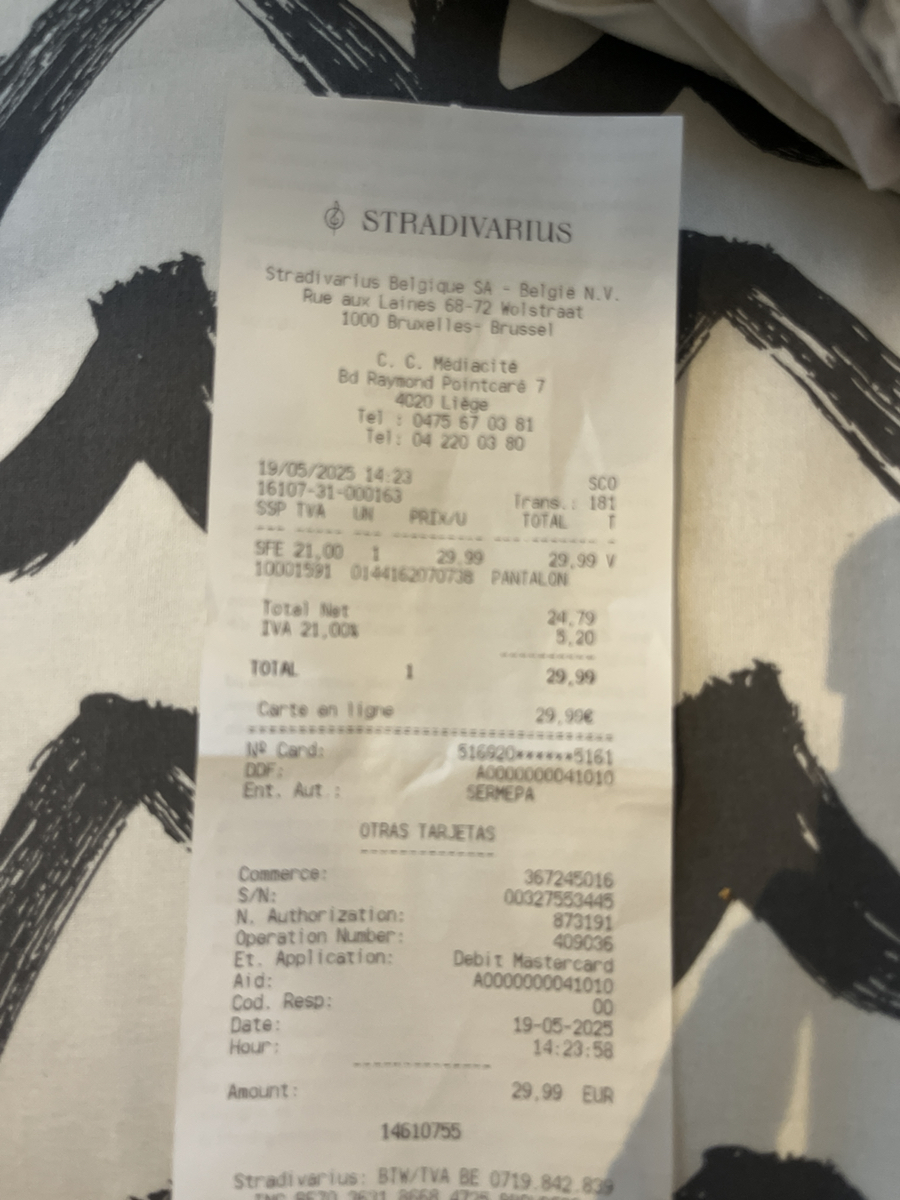 STRADIVARIUS
Stradivarius Belgique SA - België N.V.
Rue aux Laines 68-72 Wolstraat
1000 Bruxelles- Brussel
C. C. Médiacité
Bd Raymond Pointcaré 7
4020 Liège
Tel : 0475 67 03 81
Tel: 04 220 03 80
19/05/2025 14:23 SCO
16107-31-000163 Trans.: 181
SSP TVA UN PRIX/U TOTAL T
SFE 21,00 1 29,99 29,99 V
10001591 0144162070738 PANTALON
Total Net 24,79
IVA 21,00% 5,20
TOTAL 1 29,99
Carte en ligne 29,99€
Nº Card: 516920******5161
DDF: A0000000041010
Ent. Aut.: SERMEPA
OTRAS TARJETAS
Commerce: 367245016
S/N: 00327553445
N. Authorization: 873191
Operation Number: 409036
Et. Application: Debit Mastercard
Aid: A0000000041010
Cod. Resp: 00
Date: 19-05-2025
Hour: 14:23:58
Amount: 29,99 EUR
14610755
Stradivarius: BTW/TVA BE 0719.842.839